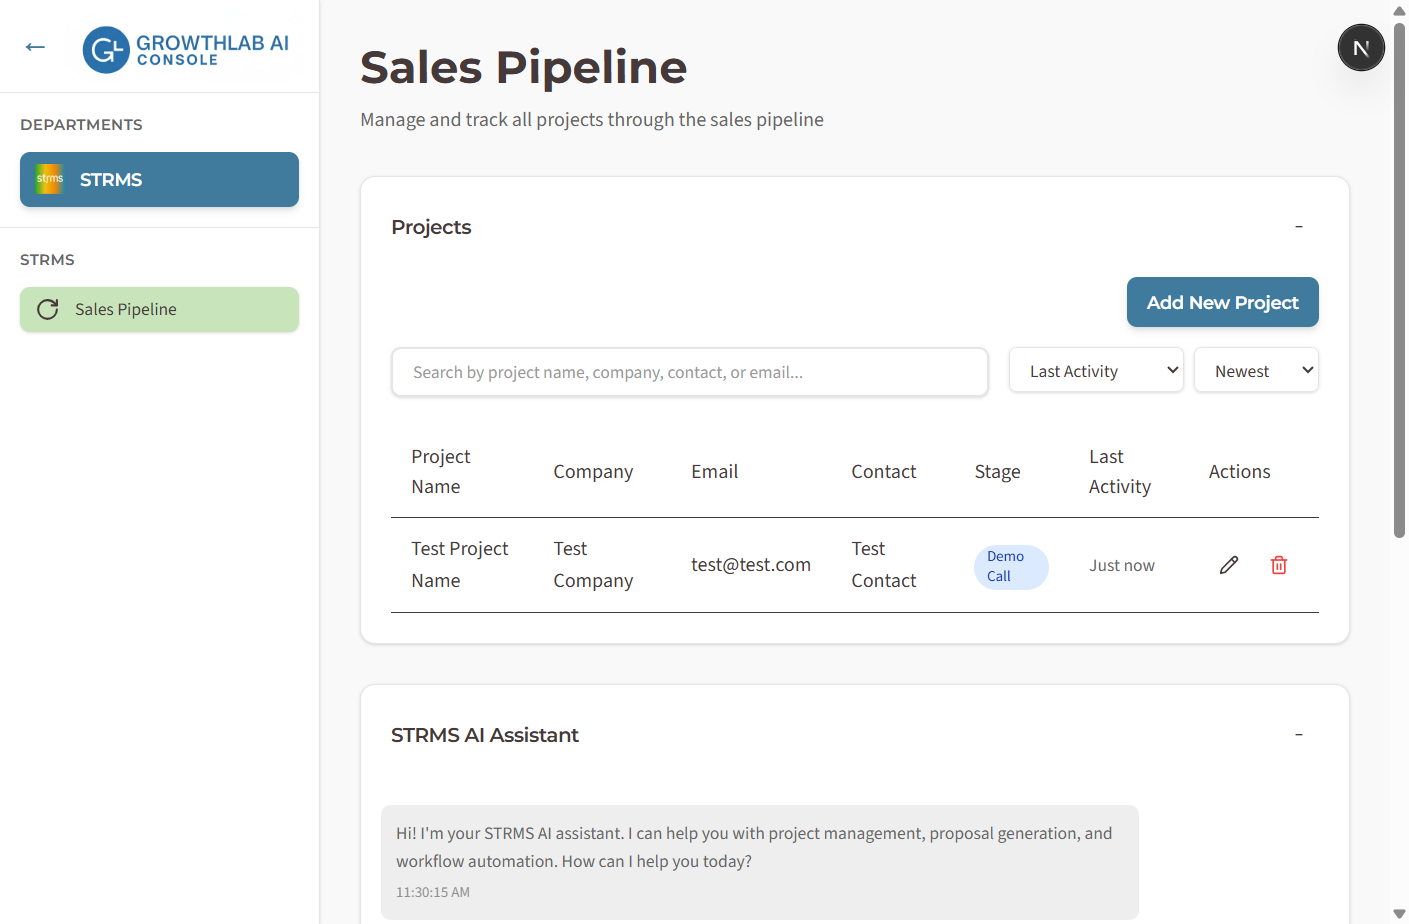 ←
GROWTHLAB AI
CONSOLE
DEPARTMENTS
strms
STRMS
STRMS
Sales Pipeline
Sales Pipeline
Manage and track all projects through the sales pipeline
N
Projects
−
Add New Project
Search by project name, company, contact, or email...
Last Activity
Newest
Project
Name
Company
Email
Contact
Stage
Last
Activity
Actions
Test Project
Name
Test
Company
test@test.com
Test
Contact
Demo
Call
Just now
STRMS AI Assistant
−
Hi! I'm your STRMS AI assistant. I can help you with project management, proposal generation, and
workflow automation. How can I help you today?
11:30:15 AM